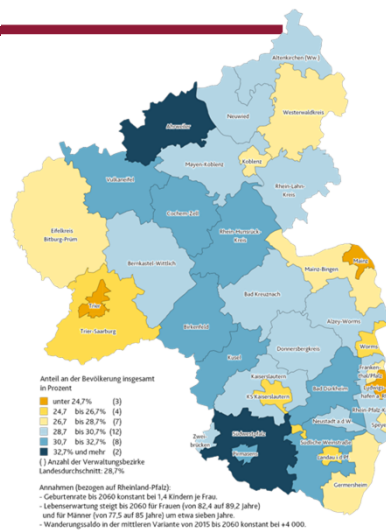 Altenkirchen (Ww.)
Neuwied
Westerwaldkreis
Ahrweiler
Mayen-Koblenz
Koblenz
Vulkaneifel
Rhein-Lahn-
Kreis
Cochem-Zell
Eifelkreis
Bitburg-Prüm
Rhein-Hunsrück-
Kreis
Mainz
Bernkastel-Wittlich
Mainz-Bingen
Bad Kreuznach
Trier
Alzey-Worms
Trier-Saarburg
Birkenfeld
Worms
Donnersbergkreis
Kusel
Kaiserslautern
Bad Dürkheim
K'S Kaiserslautern
Rhein-Pfalz-K
Zwei-
brücken
Südwestpfalz
Neustadt a.d.W.
Pirmasens
Südliche Weinstraße
Landau i.d.Pf.
Germersheim
Anteil an der Bevölkerung insgesamt
in Prozent
unter 24,7% (3)
24,7 bis 26,7% (4)
26,7 bis 28,7% (7)
28,7 bis 30,7% (12)
30,7 bis 32,7% (8)
32,7% und mehr (2)
( ) Anzahl der Verwaltungsbezirke
Landesdurchschnitt: 28,7%
Annahmen (bezogen auf Rheinland-Pfalz):
- Geburtenrate bis 2060 konstant bei 1,4 Kindern je Frau.
- Lebenserwartung steigt bis 2060 für Frauen (von 82,4 auf 89,2 Jahre)
und für Männer (von 77,5 auf 85 Jahre) um etwa sieben Jahre.
- Wanderungssaldo in der mittleren Variante von 2015 bis 2060 konstant bei +4 000.